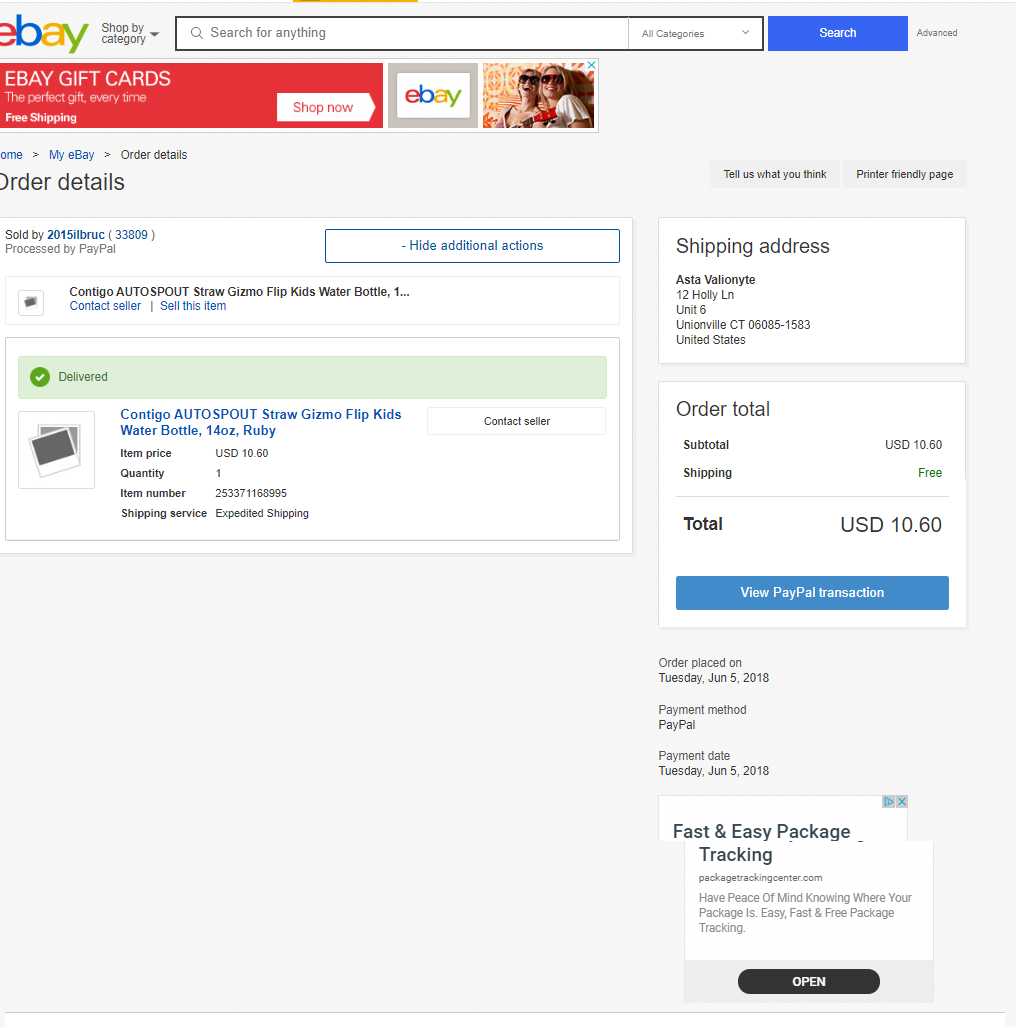 ebay
Shop by
category
Search for anything
All Categories
Search
Advanced
EBAY GIFT CARDS
The perfect gift, every time
Free Shipping
Shop now
ebay
ome > My eBay > Order details
Order details
Tell us what you think
Printer friendly page
Sold by 2015ilbruc ( 33809 )
Processed by PayPal
- Hide additional actions
Contigo AUTOSPOUT Straw Gizmo Flip Kids Water Bottle, 1...
Contact seller | Sell this item
Delivered
Contigo AUTOSPOUT Straw Gizmo Flip Kids
Water Bottle, 14oz, Ruby
Contact seller
Item price USD 10.60
Quantity 1
Item number 253371168995
Shipping service Expedited Shipping
Shipping address
Asta Valionyte
12 Holly Ln
Unit 6
Unionville CT 06085-1583
United States
Order total
Subtotal USD 10.60
Shipping Free
Total USD 10.60
View PayPal transaction
Order placed on
Tuesday, Jun 5, 2018
Payment method
PayPal
Payment date
Tuesday, Jun 5, 2018
Fast & Easy Package
Tracking
packagetrackingcenter.com
Have Peace Of Mind Knowing Where Your
Package Is. Easy, Fast & Free Package
Tracking.
OPEN